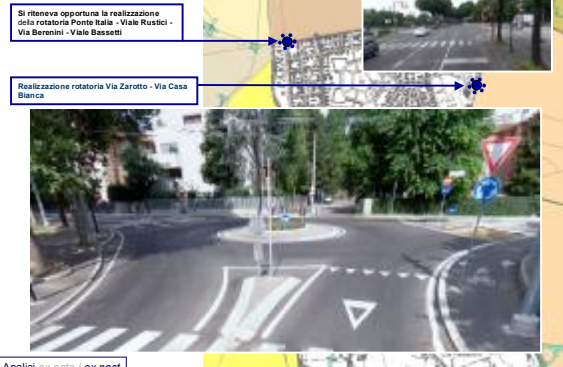 Si riteneva opportuna la realizzazione
della rotatoria Ponte Italia - Viale Rustici -
Via Berenini - Viale Bassetti
Realizzazione rotatoria Via Zarotto - Via Casa
Bianca
Analisi ex ante / ex post